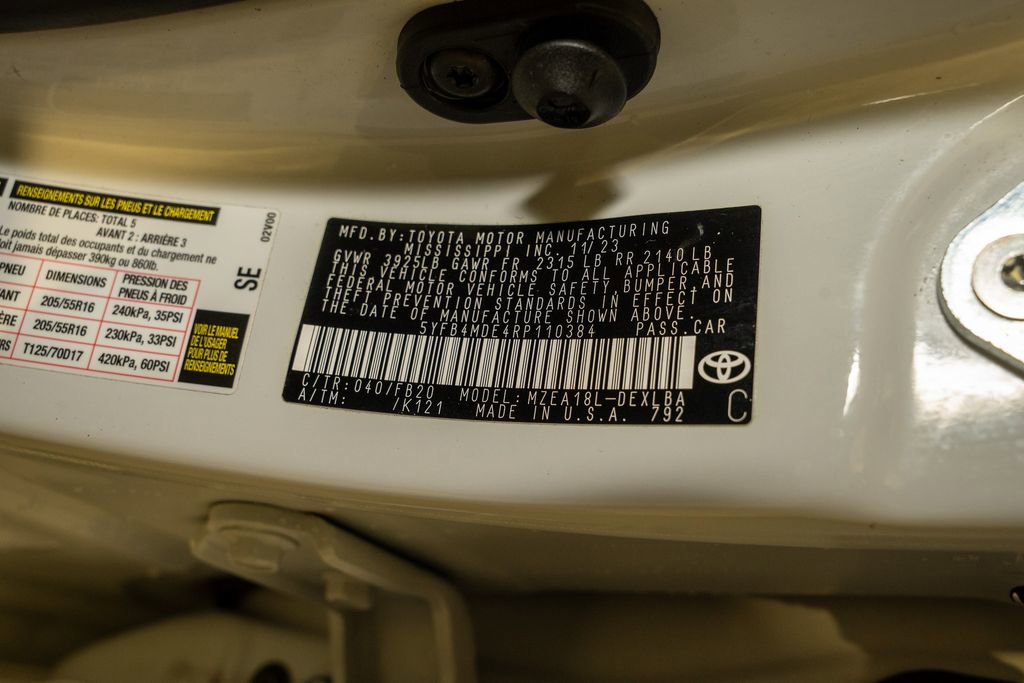 RENSEIGNEMENTS SUR LES PNEUS ET LE CHARGEMENT
NOMBRE DE PLACES: TOTAL 5
AVANT 2: ARRIÈRE 3
Le poids total des occupants et du chargement ne
doit jamais dépasser 390kg ou 860lb.
PNEU DIMENSIONS PRESSION DES PNEUS À FROID
205/55R16 240kPa, 35PSI
205/55R16 230kPa, 33PSI
T125/70D17 420kPa, 60PSI
VOIR LE MANUEL
DE L'USAGER
POUR PLUS DE
RENSEIGNEMENTS
SE
02V00
MFD.BY:TOYOTA MOTOR MANUFACTURING
MISSISSIPPI, INC. 11/23
GVWR 3925LB GAWR FR 2315 LB RR 2140 LB
THIS VEHICLE CONFORMS TO ALL APPLICABLE
FEDERAL MOTOR VEHICLE SAFETY, BUMPER, AND
THEFT PREVENTION STANDARDS IN EFFECT ON
THE DATE OF MANUFACTURE SHOWN ABOVE.
5YFB4MDE4RP110384 PASS.CAR
C/TR: 040/FB20 MODEL: MZEA18L-DEXLBA
A/TM: /K121 MADE IN U.S.A. 792
C